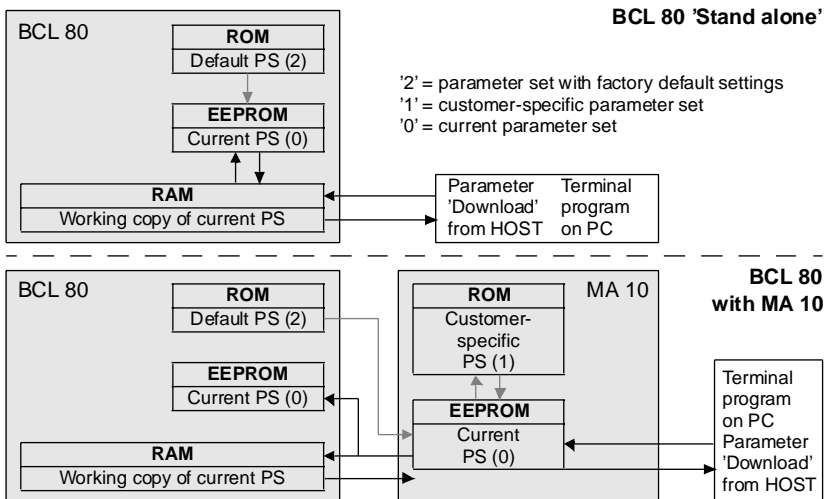 BCL 80
BCL 80 ’Stand alone’
ROM
Default PS (2)
’2’ = parameter set with factory default settings
’1’ = customer-specific parameter set
’0’ = current parameter set
EEPROM
Current PS (0)
RAM
Working copy of current PS
Parameter
’Download’
from HOST
Terminal
program
on PC
BCL 80
MA 10
BCL 80
with MA 10
ROM
Default PS (2)
ROM
Customer-
specific
PS (1)
EEPROM
Current PS (0)
EEPROM
Current
PS (0)
RAM
Working copy of current PS
Terminal
program
on PC
Parameter
’Download’
from HOST